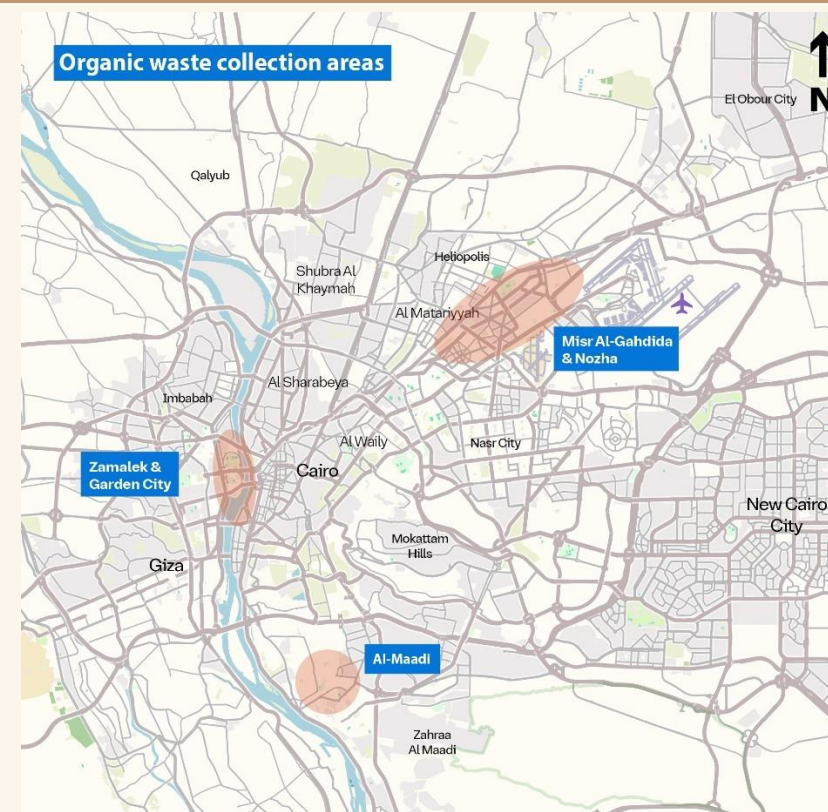 Organic waste collection areas
N
El Obour City
Qalyub
Heliopolis
Shubra Al
Khaymah
Al Matariyyah
Misr Al-Gahdida
& Nozha
Al Sharabeya
Imbabah
Al Waily
Nasr City
Zamalek &
Garden City
Cairo
New Cairo
City
Mokattam
Hills
Giza
Al-Maadi
Zahraa
Al Maadi